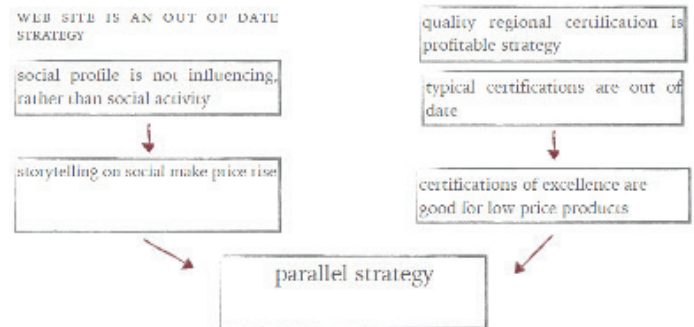 WEB SITE IS AN OUT OF DATE
STRATEGY
social profile is not influencing,
rather than social activity
storytelling on social make price rise
quality regional certification is
profitable strategy
typical certifications are out of
date
certifications of excellence are
good for low price products
parallel strategy